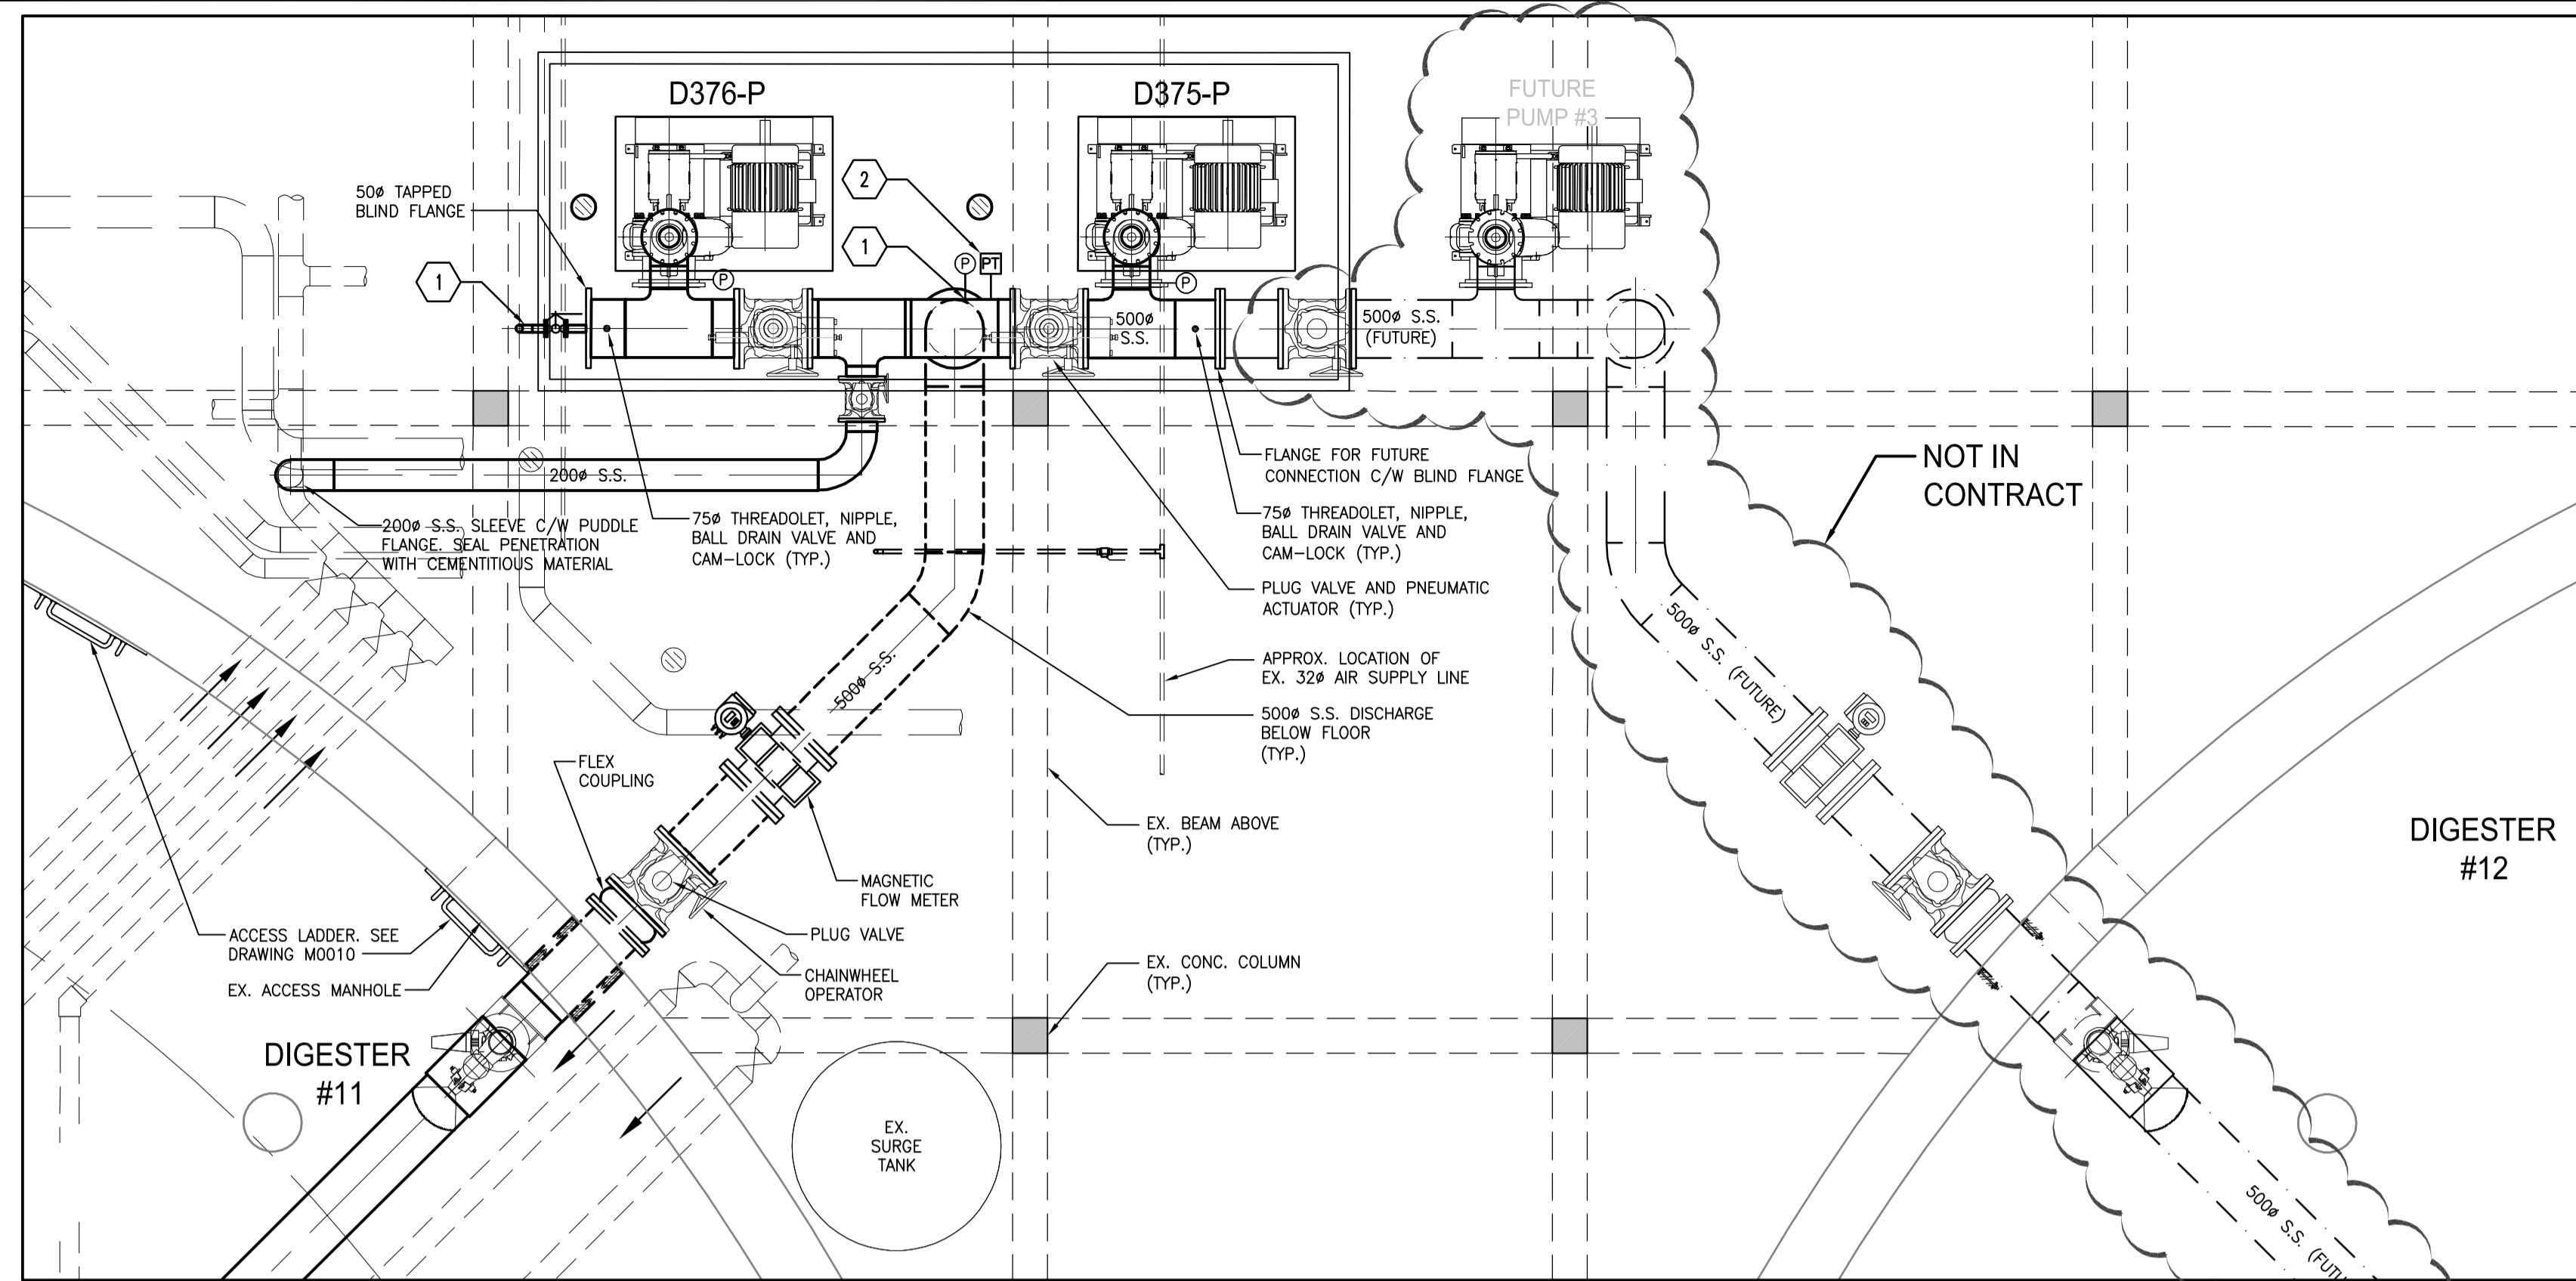 D376-P
D375-P
FUTURE
PUMP #3
50ø TAPPED
BLIND FLANGE
2
1
1
P
P
PT
P
500ø
S.S.
500ø S.S.
(FUTURE)
200ø S.S.
200ø S.S. SLEEVE C/W PUDDLE
FLANGE. SEAL PENETRATION
WITH CEMENTITIOUS MATERIAL
75ø THREADOLET, NIPPLE,
BALL DRAIN VALVE AND
CAM-LOCK (TYP.)
FLANGE FOR FUTURE
CONNECTION C/W BLIND FLANGE
75ø THREADOLET, NIPPLE,
BALL DRAIN VALVE AND
CAM-LOCK (TYP.)
PLUG VALVE AND PNEUMATIC
ACTUATOR (TYP.)
APPROX. LOCATION OF
EX. 32ø AIR SUPPLY LINE
500ø S.S. DISCHARGE
BELOW FLOOR
(TYP.)
NOT IN
CONTRACT
500ø S.S.
500ø S.S. (FUTURE)
FLEX
COUPLING
EX. BEAM ABOVE
(TYP.)
MAGNETIC
FLOW METER
PLUG VALVE
CHAINWHEEL
OPERATOR
EX. CONC. COLUMN
(TYP.)
ACCESS LADDER. SEE
DRAWING M0010
EX. ACCESS MANHOLE
DIGESTER
#11
DIGESTER
#12
EX.
SURGE
TANK
500ø S.S. (FUTU